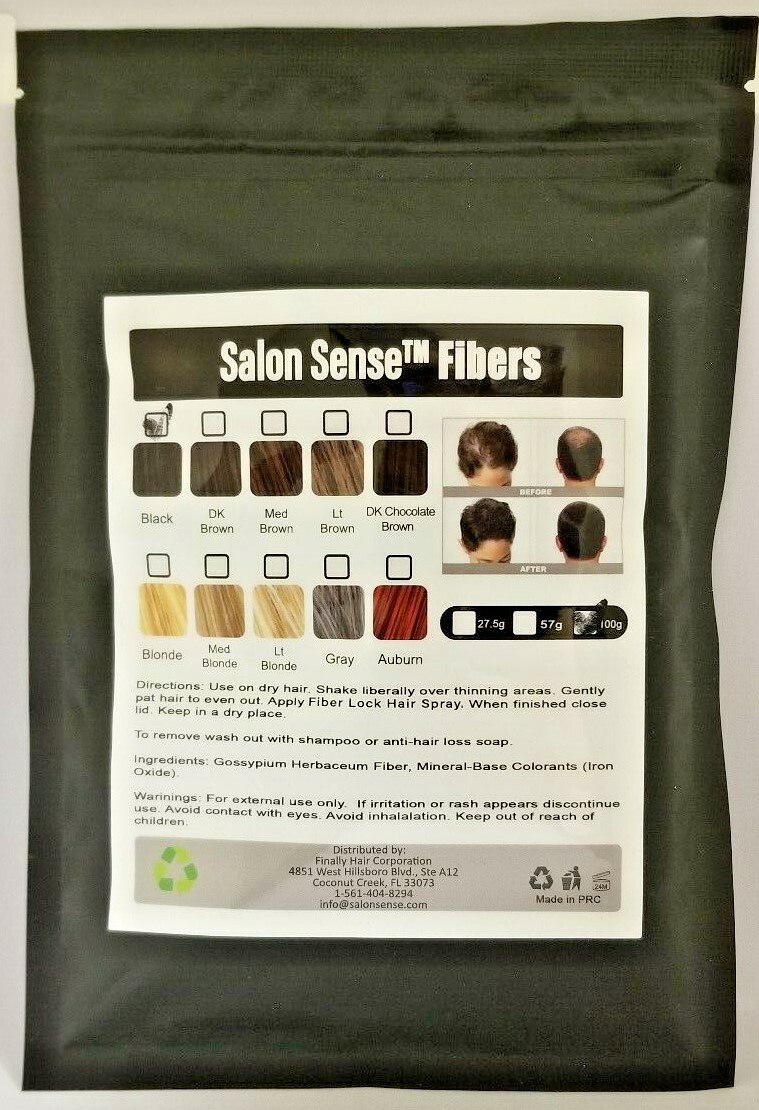 Salon Sense™ Fibers
Black
DK
Brown
Med
Brown
Lt
Brown
DK Chocolate
Brown
BEFORE
AFTER
Blonde
Med
Blonde
Lt
Blonde
Gray
Auburn
27.5g
57g
100g
Directions: Use on dry hair. Shake liberally over thinning areas. Gently
pat hair to even out. Apply Fiber Lock Hair Spray. When finished close
lid. Keep in a dry place.
To remove wash out with shampoo or anti-hair loss soap.
Ingredients: Gossypium Herbaceum Fiber, Mineral-Base Colorants (Iron
Oxide).
Warinings: For external use only. If irritation or rash appears discontinue
use. Avoid contact with eyes. Avoid inhalalation. Keep out of reach of
children.
Distributed by:
Finally Hair Corporation
4851 West Hillsboro Blvd., Ste A12
Coconut Creek, FL 33073
1-561-404-8294
info@salonsense.com
24M
Made in PRC